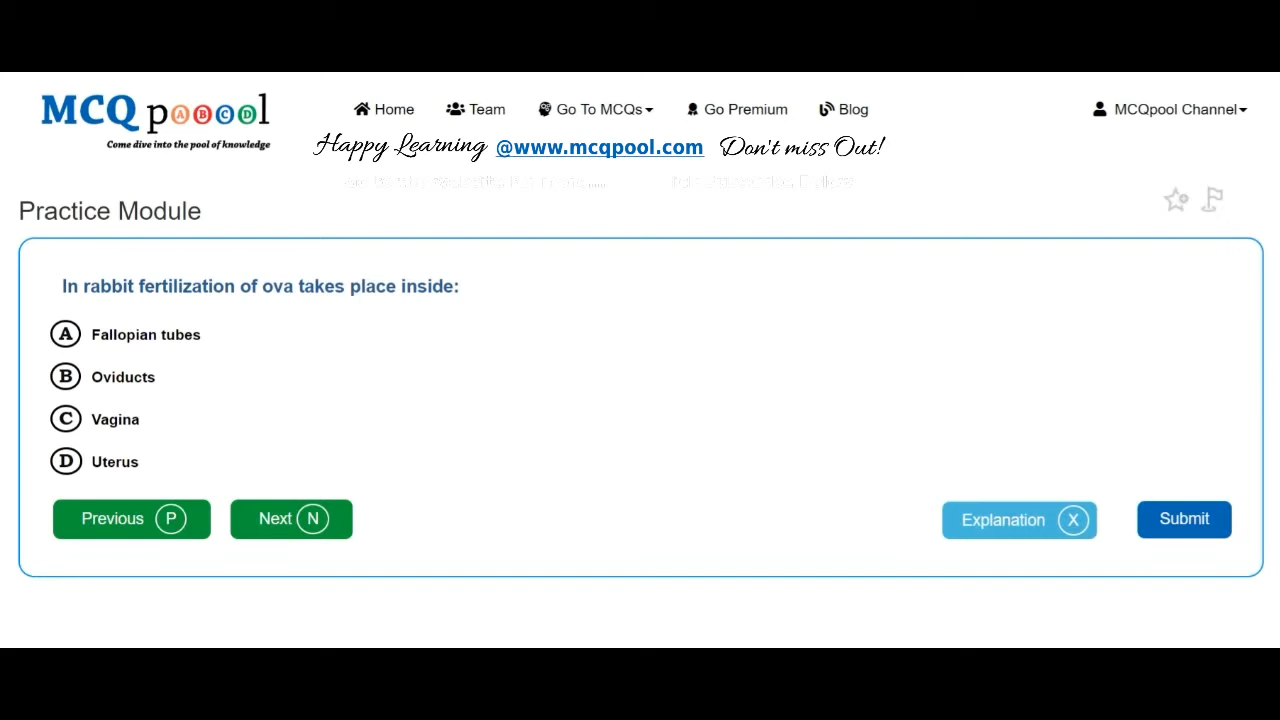 MCQ pooool
Come dive into the pool of knowledge
Home Team Go To MCQs Go Premium Blog MCQpool Channel
Happy Learning @www.mcqpool.com Don't miss Out!
Practice Module
In rabbit fertilization of ova takes place inside:
A Fallopian tubes
B Oviducts
C Vagina
D Uterus
Previous P Next N Explanation X Submit